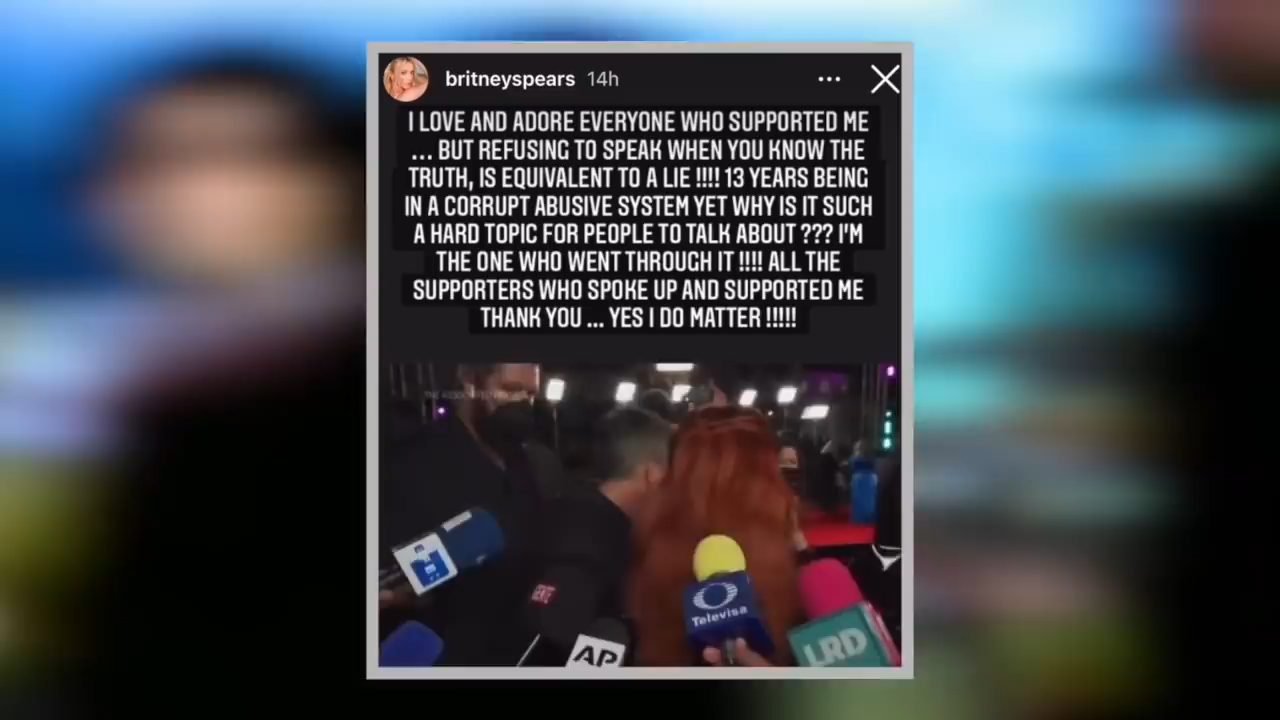 britneyspears 14h
I LOVE AND ADORE EVERYONE WHO SUPPORTED ME
... BUT REFUSING TO SPEAK WHEN YOU KNOW THE
TRUTH, IS EQUIVALENT TO A LIE !!!! 13 YEARS BEING
IN A CORRUPT ABUSIVE SYSTEM YET WHY IS IT SUCH
A HARD TOPIC FOR PEOPLE TO TALK ABOUT ??? I'M
THE ONE WHO WENT THROUGH IT !!!! ALL THE
SUPPORTERS WHO SPOKE UP AND SUPPORTED ME
THANK YOU ... YES I DO MATTER !!!!!
Televisa
AP
LRD